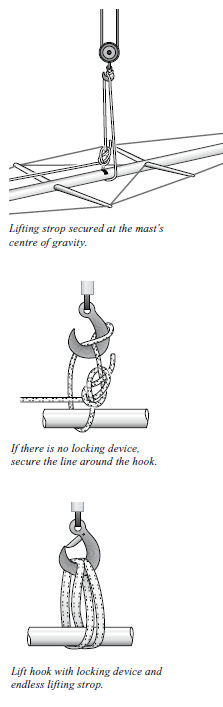 Lifting strop secured at the mast's
centre of gravity.
If there is no locking device,
secure the line around the hook.
Lift hook with locking device and
endless lifting strop.